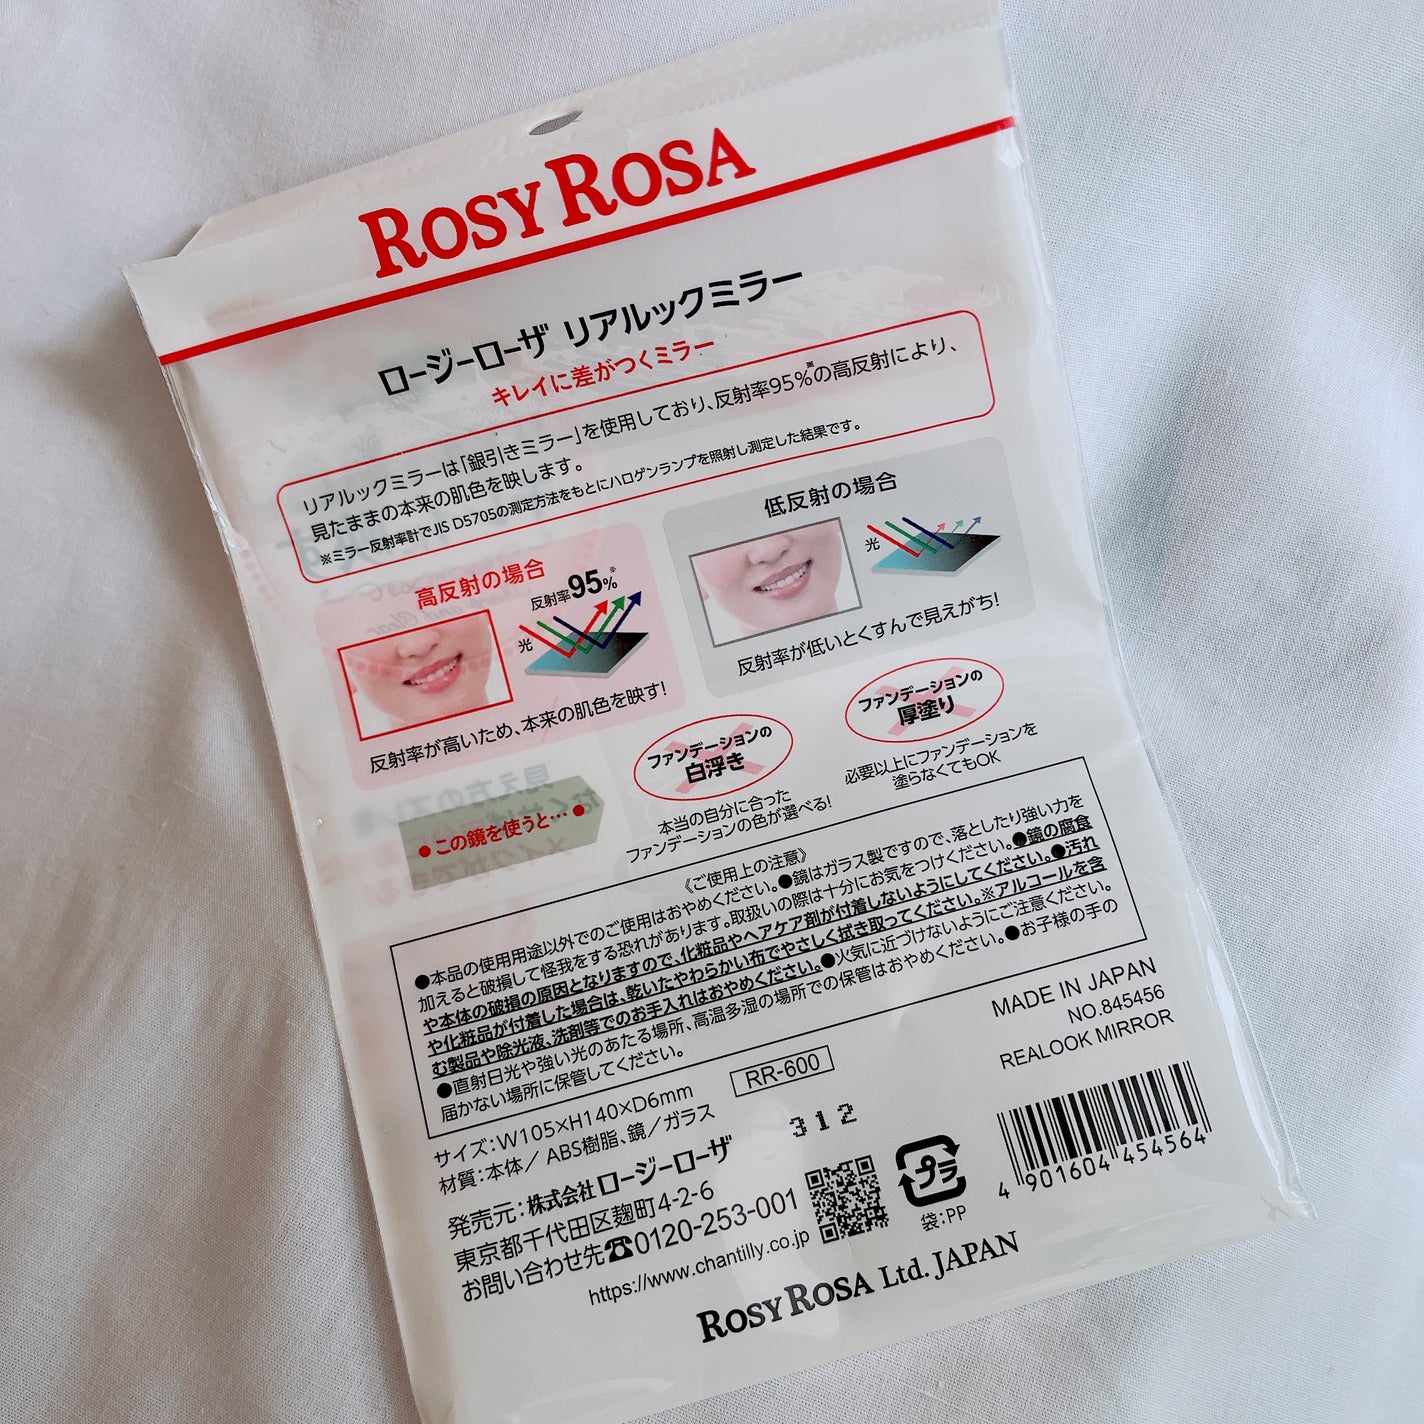 ROSY ROSA
ロージーローザ リアルックミラー
キレイに差がつくミラー
リアルックミラーは「銀引きミラー」を使用しており、反射率95%※の高反射により、
見たままの本来の肌色を映します。
※ミラー反射率計でJIS D5705の測定方法をもとにハロゲンランプを照射し測定した結果です。
高反射の場合
反射率95%※
光
反射率が高いため、本来の肌色を映す!
低反射の場合
光
反射率が低いとくすんで見えがち!
●この鏡を使うと…●
ファンデーションの
白浮き
本当の自分に合った
ファンデーションの色が選べる!
ファンデーションの
厚塗り
必要以上にファンデーションを
塗らなくてもOK
《ご使用上の注意》
●本品の使用用途以外でのご使用はおやめください。●鏡はガラス製ですので、落としたり強い力を
加えると破損して怪我をする恐れがあります。取扱いの際は十分にお気をつけください。●鏡の腐食
や本体の破損の原因となりますので、化粧品やヘアケア剤が付着しないようにしてください。●汚れ
や化粧品が付着した場合は、乾いたやわらかい布でやさしく拭き取ってください。※アルコールを含
む製品や除光液、洗剤等でのお手入れはおやめください。●火気に近づけないようにご注意ください。
●直射日光や強い光のあたる場所、高温多湿の場所での保管はおやめください。●お子様の手の
届かない場所に保管してください。
サイズ:W105×H140×D6mm
RR-600
材質:本体/ABS樹脂、鏡/ガラス
312
MADE IN JAPAN
NO.845456
REALOOK MIRROR
発売元:株式会社ロージーローザ
東京都千代田区麹町4-2-6
お問い合わせ先☎0120-253-001
https://www.chantilly.co.jp
プラ
袋:PP
4 901604 454564
ROSY ROSA Ltd. JAPAN